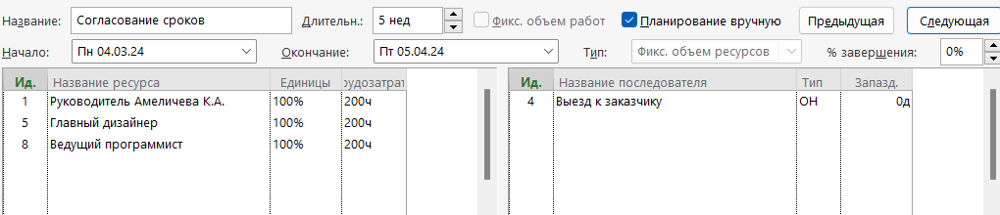 Название: Согласование сроков Длительн.: 5 нед Фикс. объем работ Планирование вручную Предыдущая Следующая
Начало: Пн 04.03.24 Окончание: Пт 05.04.24 Тип: Фикс. объем ресурсов % завершения: 0%
Ид. Название ресурса Единицы рудозатрат Ид. Название последователя Тип Запазд.
1 Руководитель Амеличева К.А. 100% 200ч 4 Выезд к заказчику ОН 0д
5 Главный дизайнер 100% 200ч
8 Ведущий программист 100% 200ч